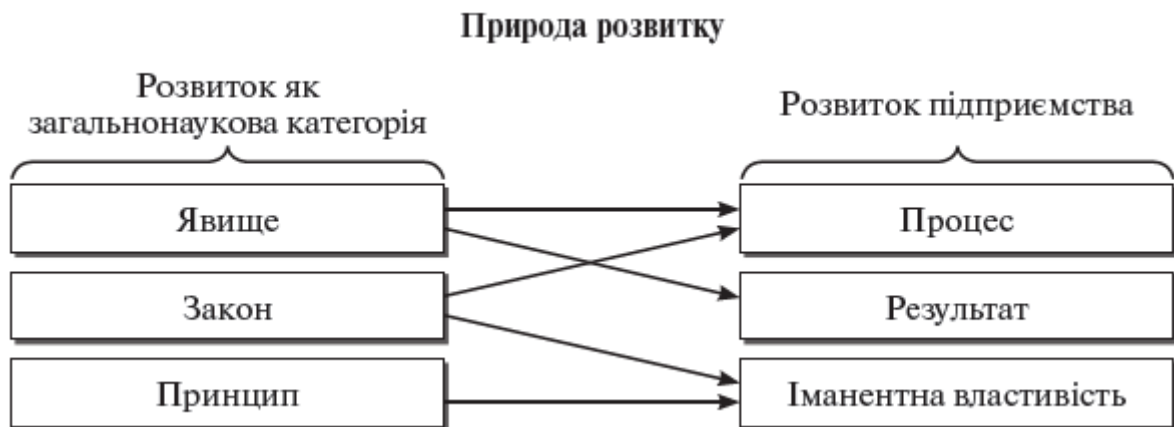 Природа розвитку
Розвиток як
загальнонаукова категорія
Розвиток підприємства
Явище
Процес
Закон
Результат
Принцип
Іманентна властивість